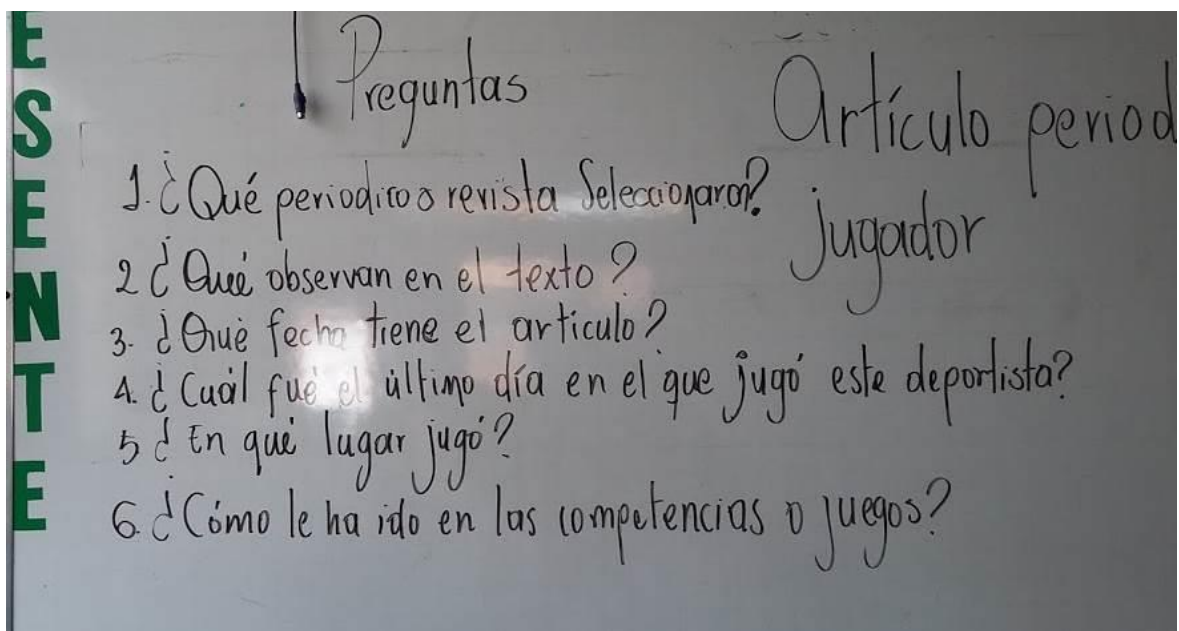 ESENTE
Preguntas
1. ¿Qué periodico o revista Seleccionaron?
2 ¿Qué observan en el texto?
3. ¿Qué fecha tiene el artículo?
4. ¿Cuál fué el último día en el que jugó este deportista?
5 ¿En qué lugar jugó?
6. ¿Cómo le ha ido en las competencias o juegos?
Artículo period
jugador